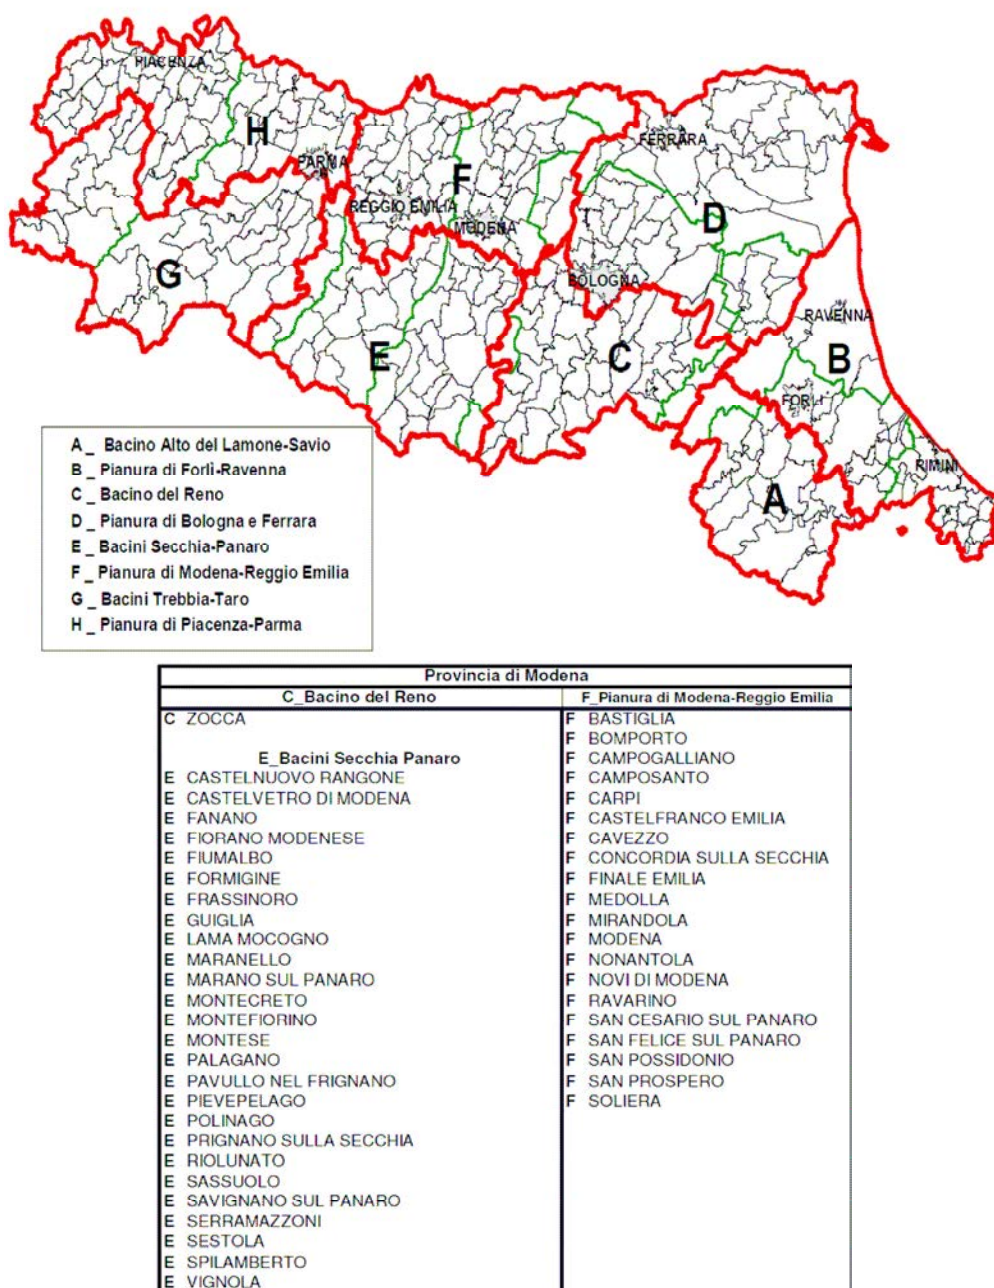 PIACENZA
H
PARMA
F
REGGIO EMILIA
MODENA
FERRARA
D
G
BOLOGNA
RAVENNA
E
C
B
FORLI'
RIMINI
A
A _ Bacino Alto del Lamone-Savio
B _ Pianura di Forlì-Ravenna
C _ Bacino del Reno
D _ Pianura di Bologna e Ferrara
E _ Bacini Secchia-Panaro
F _ Pianura di Modena-Reggio Emilia
G _ Bacini Trebbia-Taro
H _ Pianura di Piacenza-Parma
Provincia di Modena
C_Bacino del Reno
C ZOCCA
E_Bacini Secchia Panaro
E CASTELNUOVO RANGONE
E CASTELVETRO DI MODENA
E FANANO
E FIORANO MODENESE
E FIUMALBO
E FORMIGINE
E FRASSINORO
E GUIGLIA
E LAMA MOCOGNO
E MARANELLO
E MARANO SUL PANARO
E MONTECRETO
E MONTEFIORINO
E MONTESE
E PALAGANO
E PAVULLO NEL FRIGNANO
E PIEVEPELAGO
E POLINAGO
E PRIGNANO SULLA SECCHIA
E RIOLUNATO
E SASSUOLO
E SAVIGNANO SUL PANARO
E SERRAMAZZONI
E SESTOLA
E SPILAMBERTO
E VIGNOLA
F_Pianura di Modena-Reggio Emilia
F BASTIGLIA
F BOMPORTO
F CAMPOGALLIANO
F CAMPOSANTO
F CARPI
F CASTELFRANCO EMILIA
F CAVEZZO
F CONCORDIA SULLA SECCHIA
F FINALE EMILIA
F MEDOLLA
F MIRANDOLA
F MODENA
F NONANTOLA
F NOVI DI MODENA
F RAVARINO
F SAN CESARIO SUL PANARO
F SAN FELICE SUL PANARO
F SAN POSSIDONIO
F SAN PROSPERO
F SOLIERA